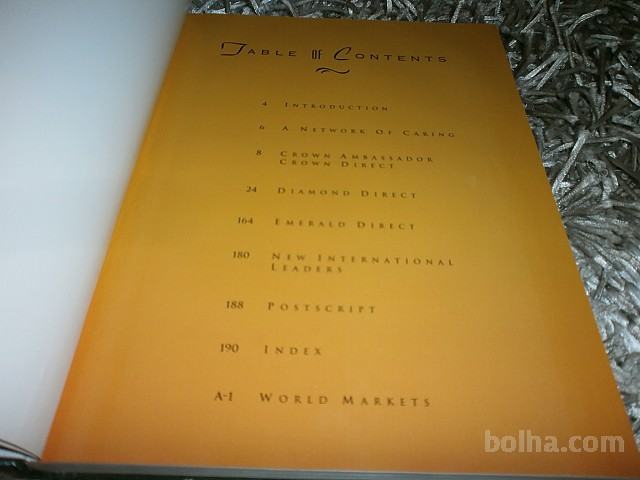 Table of Contents
4 Introduction
6 A Network Of Caring
8 Crown Ambassador
Crown Direct
24 Diamond Direct
164 Emerald Direct
180 New International
Leaders
188 Postscript
190 Index
A-1 World Markets
bolha.com